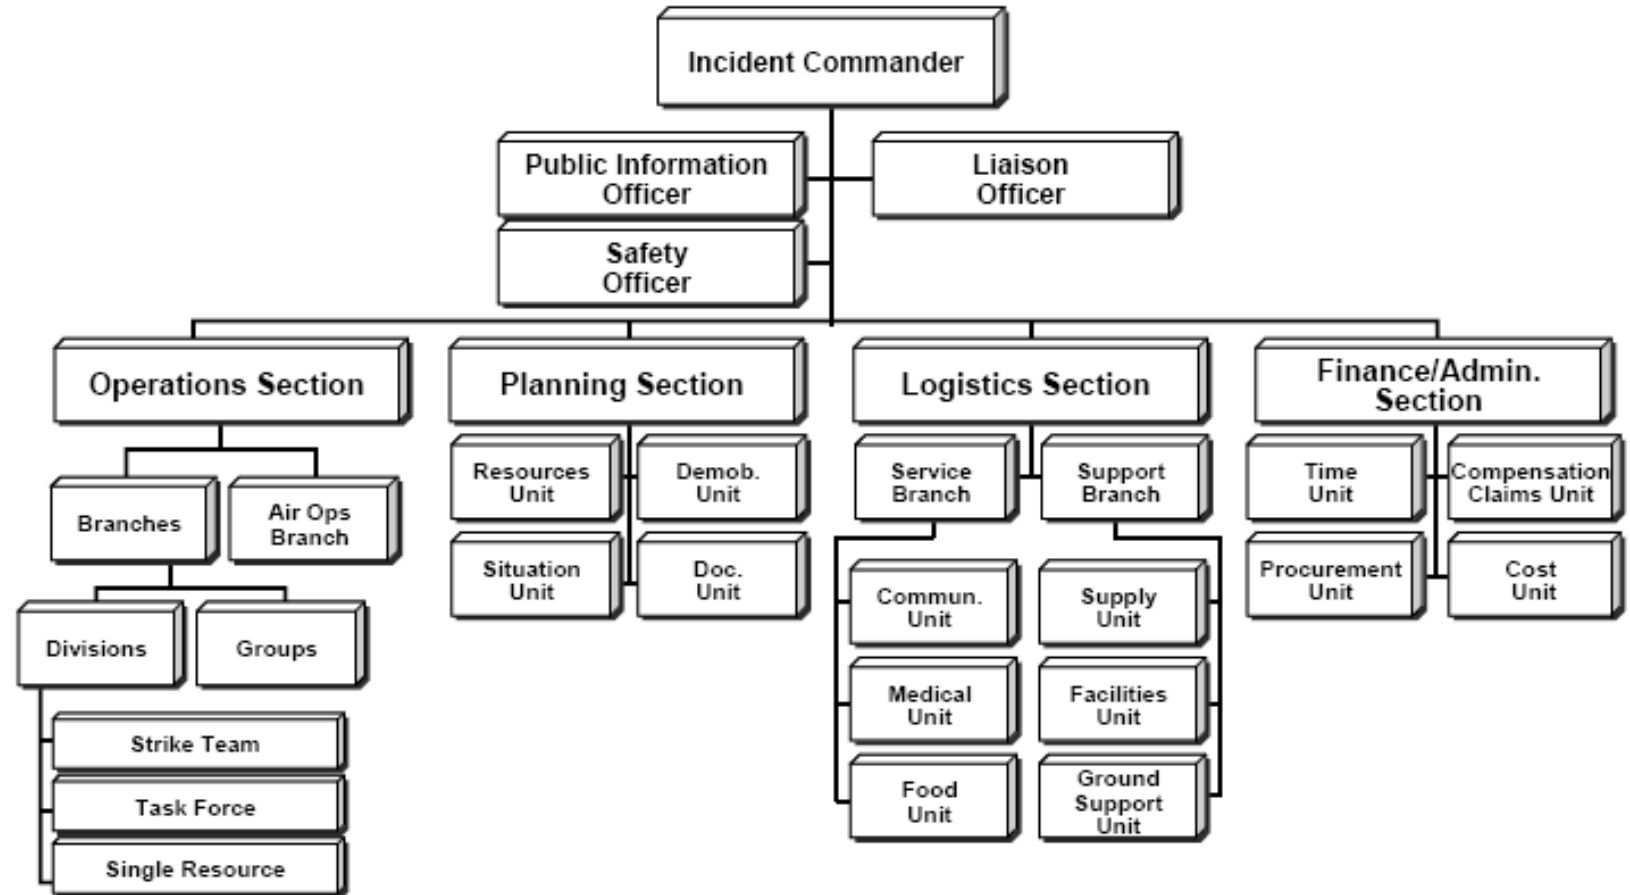 Incident Commander
Public Information
Officer
Liaison
Officer
Safety
Officer
Operations Section
Planning Section
Logistics Section
Finance/Admin.
Section
Branches
Air Ops
Branch
Divisions
Groups
Strike Team
Task Force
Single Resource
Resources
Unit
Demob.
Unit
Situation
Unit
Doc.
Unit
Service
Branch
Support
Branch
Commun.
Unit
Supply
Unit
Medical
Unit
Facilities
Unit
Food
Unit
Ground
Support
Unit
Time
Unit
Compensation
Claims Unit
Procurement
Unit
Cost
Unit